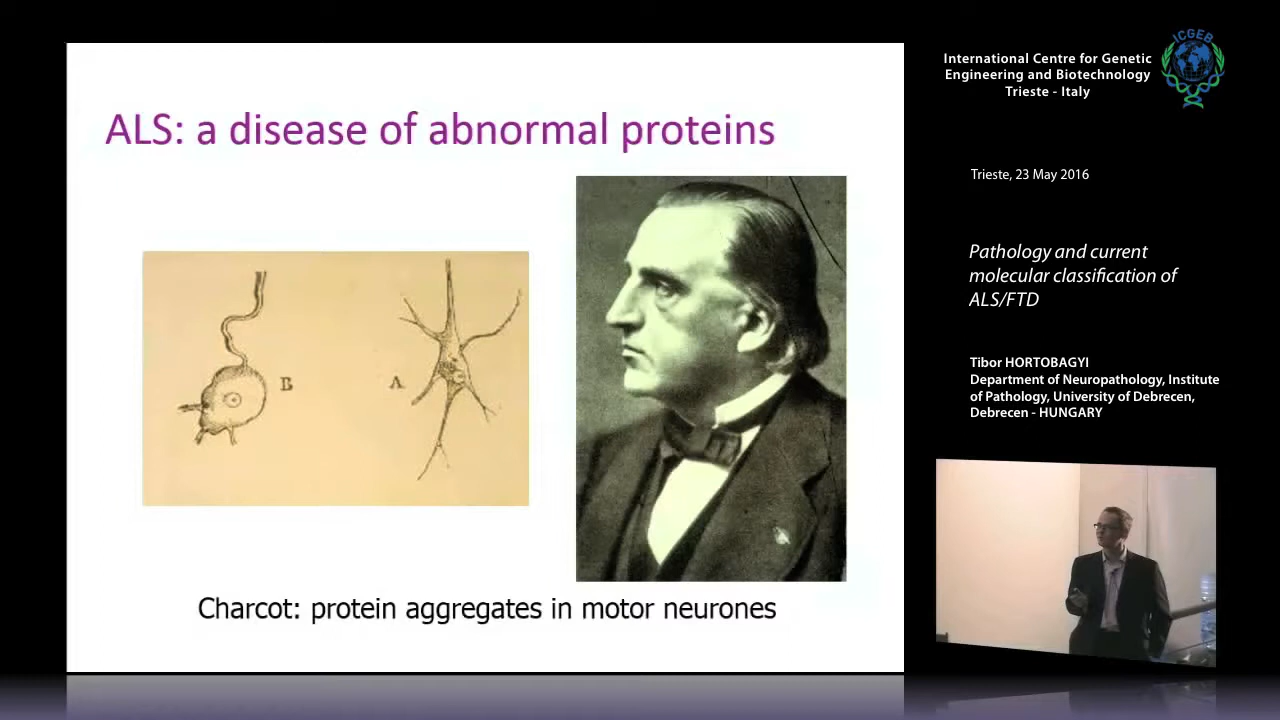 ALS: a disease of abnormal proteins
B
A
Charcot: protein aggregates in motor neurones
ICGEB
International Centre for Genetic
Engineering and Biotechnology
Trieste - Italy
Trieste, 23 May 2016
Pathology and current
molecular classification of
ALS/FTD
Tibor HORTOBAGYI
Department of Neuropathology, Institute
of Pathology, University of Debrecen,
Debrecen - HUNGARY